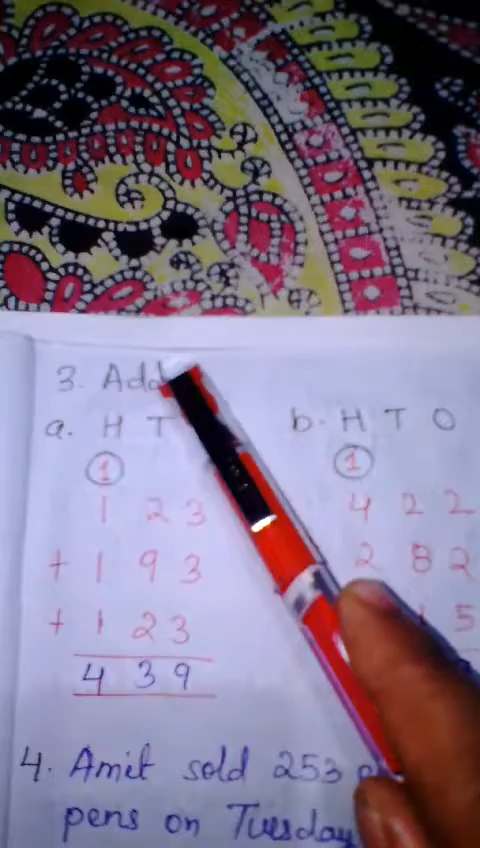 3. Add
a. H T
b. H T O
1
1
1 2 3
4 2 2
+ 1 9 3
2 8 2
+ 1 2 3
5
4 3 9
4. Amit sold 253
pens on Tuesday